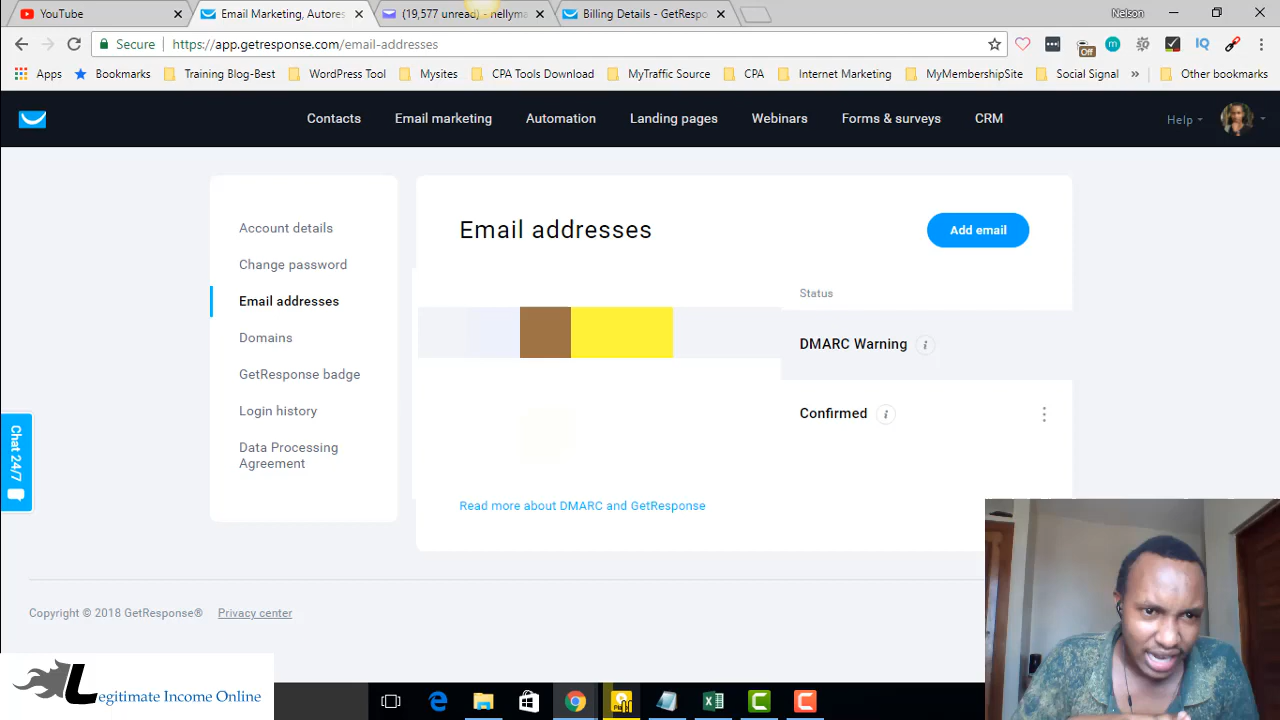 YouTube
Email Marketing, Autores
(19,577 unread) - nellyma
Billing Details - GetRespo
Nelson
Secure
https://app.getresponse.com/email-addresses
Off
Apps
Bookmarks
Training Blog-Best
WordPress Tool
Mysites
CPA Tools Download
MyTraffic Source
CPA
Internet Marketing
MyMembershipSite
Social Signal
»
Other bookmarks
Contacts
Email marketing
Automation
Landing pages
Webinars
Forms & surveys
CRM
Help
Account details
Change password
Email addresses
Domains
GetResponse badge
Login history
Data Processing
Agreement
Email addresses
Add email
Status
DMARC Warning
Confirmed
Read more about DMARC and GetResponse
Chat 24/7
Copyright © 2018 GetResponse®
Privacy center
Legitimate Income Online